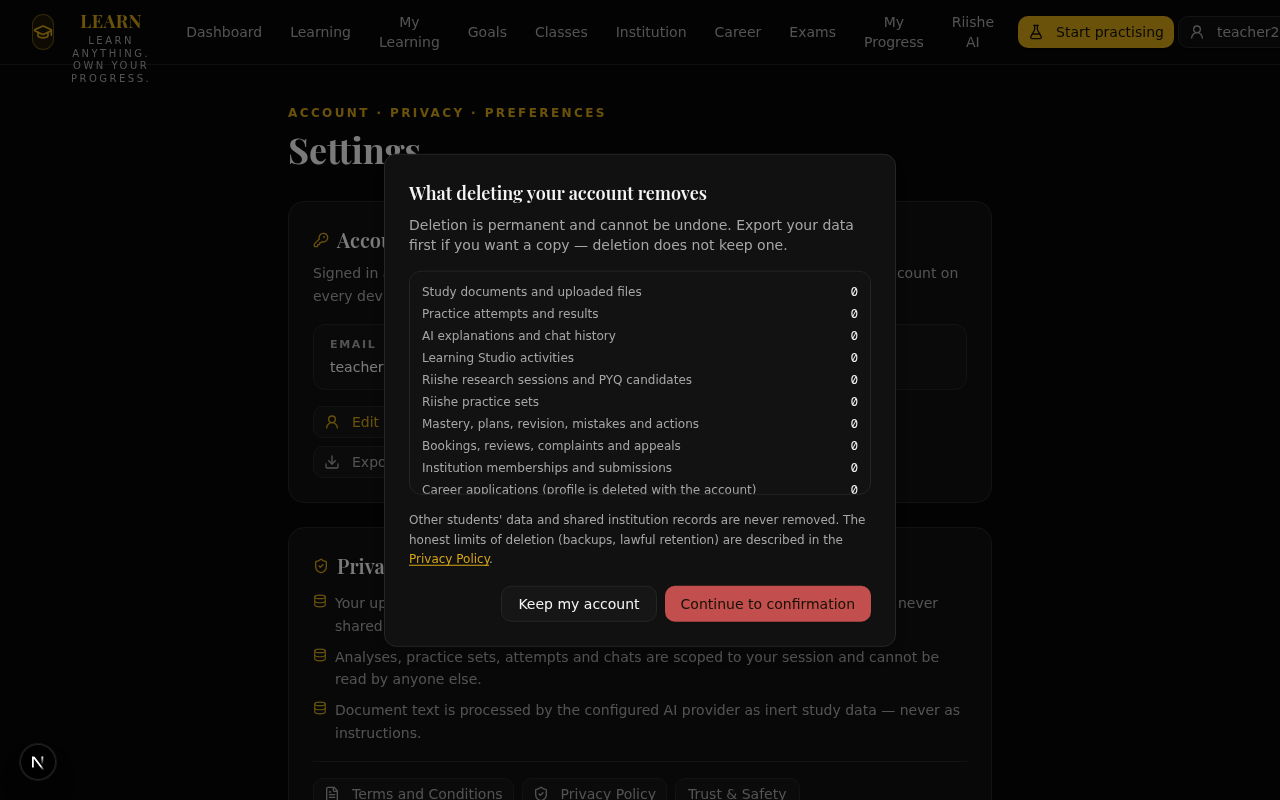 LEARN
LEARN
ANYTHING.
OWN YOUR
PROGRESS.
Dashboard
Learning
My
Learning
Goals
Classes
Institution
Career
Exams
My
Progress
Riishe
AI
Start practising
teacher2
ACCOUNT · PRIVACY · PREFERENCES
Settings
What deleting your account removes
Deletion is permanent and cannot be undone. Export your data
first if you want a copy — deletion does not keep one.
Study documents and uploaded files 0
Practice attempts and results 0
AI explanations and chat history 0
Learning Studio activities 0
Riishe research sessions and PYQ candidates 0
Riishe practice sets 0
Mastery, plans, revision, mistakes and actions 0
Bookings, reviews, complaints and appeals 0
Institution memberships and submissions 0
Career applications (profile is deleted with the account) 0
Other students' data and shared institution records are never removed. The
honest limits of deletion (backups, lawful retention) are described in the
Privacy Policy.
Keep my account
Continue to confirmation
Signed in
count on
every
EMAIL
teacher
Edit
Your
never
shared
Analyses, practice sets, attempts and chats are scoped to your session and cannot be
read by anyone else.
Document text is processed by the configured AI provider as inert study data — never as
instructions.
Terms and Conditions
Privacy Policy
Trust & Safety
N